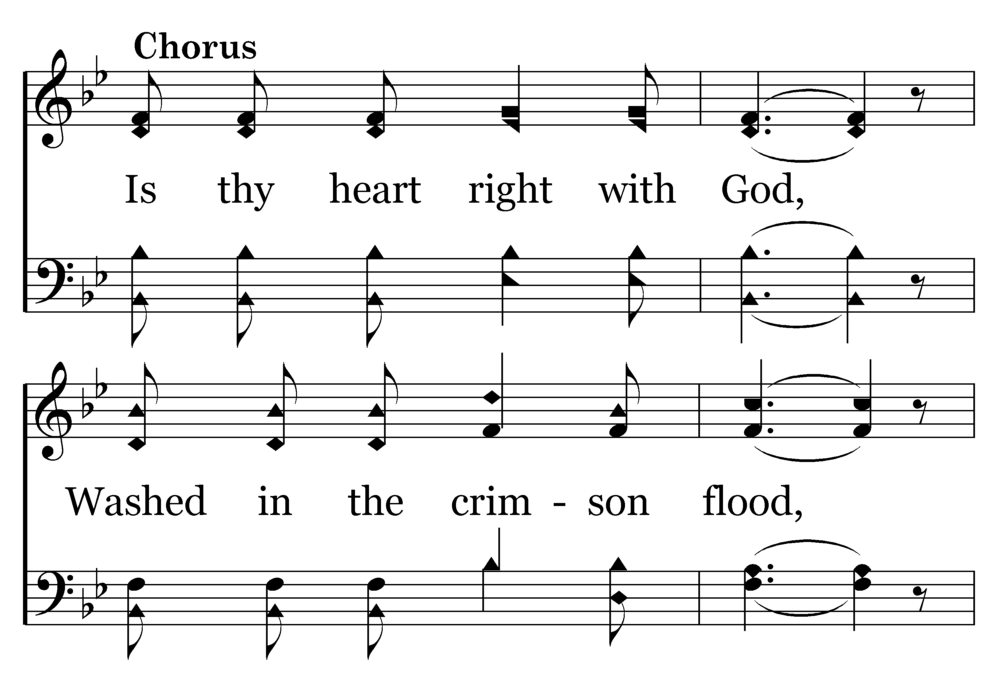 Chorus
Is thy heart right with God,
Washed in the crim - son flood,